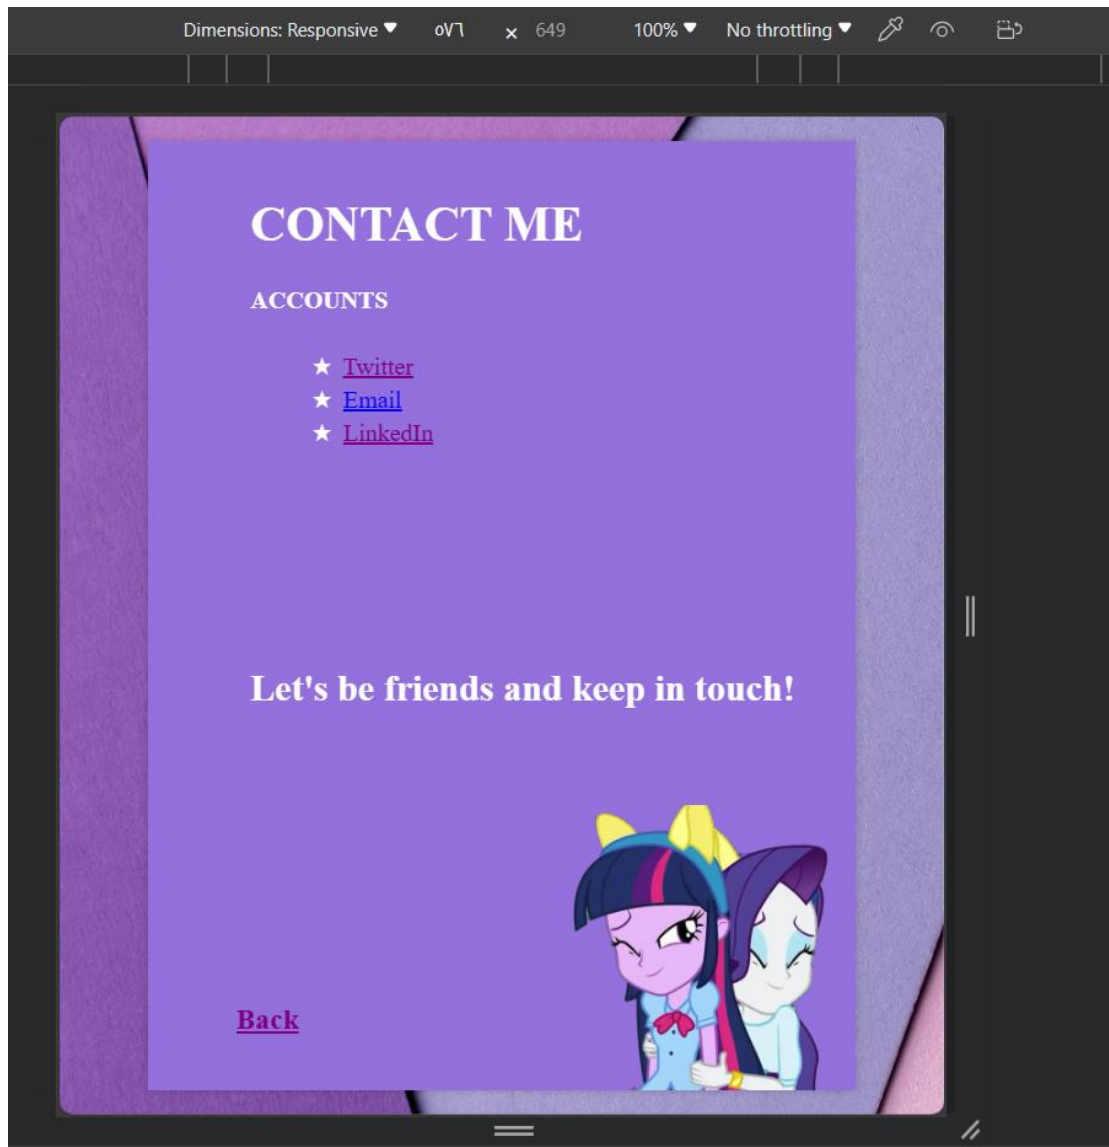 Dimensions: Responsive ▼ × 649 100% ▼ No throttling ▼
CONTACT ME
ACCOUNTS
★ Twitter
★ Email
★ LinkedIn
Let's be friends and keep in touch!
Back